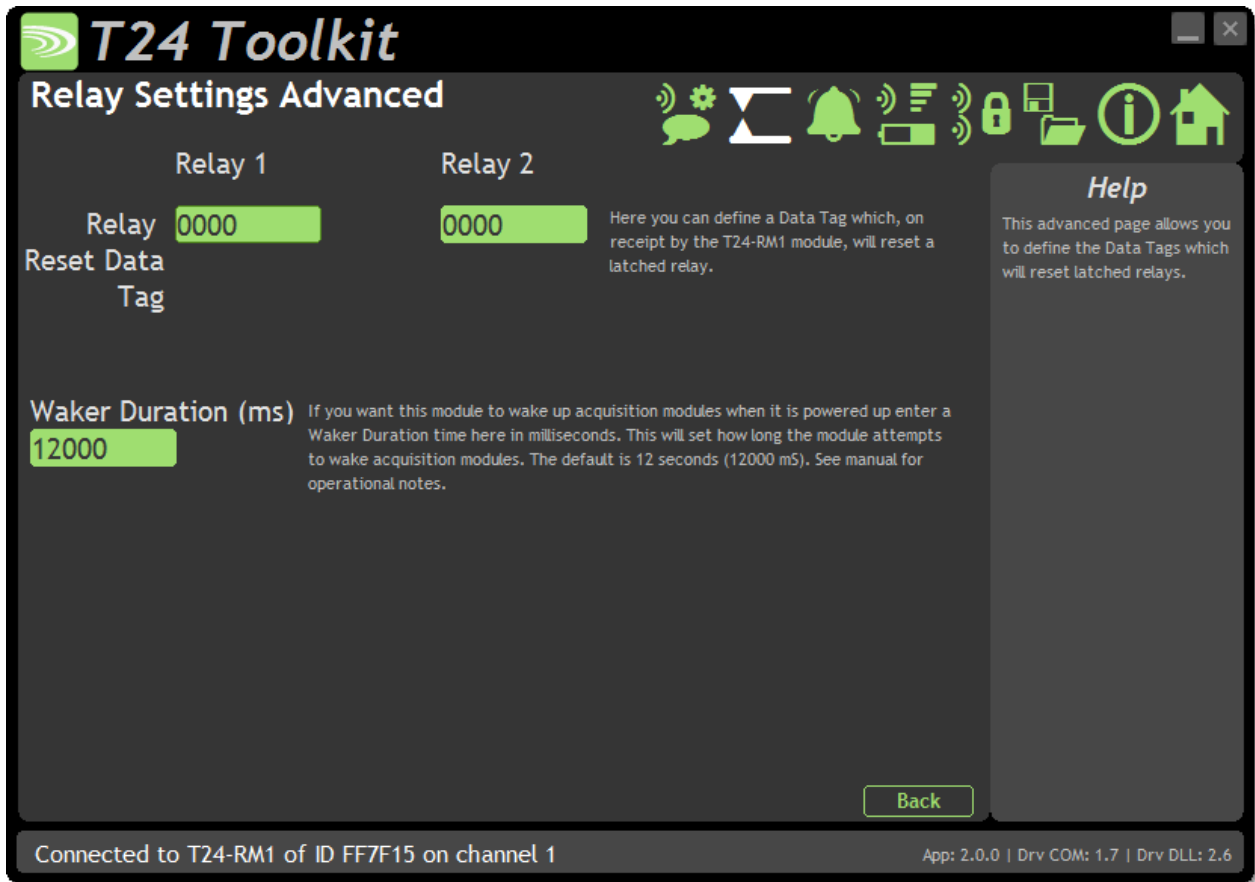 T24 Toolkit
Relay Settings Advanced
Relay 1
Relay 2
Relay
Reset Data
Tag
0000
0000
Here you can define a Data Tag which, on
receipt by the T24-RM1 module, will reset a
latched relay.
Waker Duration (ms)
12000
If you want this module to wake up acquisition modules when it is powered up enter a
Waker Duration time here in milliseconds. This will set how long the module attempts
to wake acquisition modules. The default is 12 seconds (12000 mS). See manual for
operational notes.
Back
Help
This advanced page allows you
to define the Data Tags which
will reset latched relays.
Connected to T24-RM1 of ID FF7F15 on channel 1
App: 2.0.0 | Drv COM: 1.7 | Drv DLL: 2.6